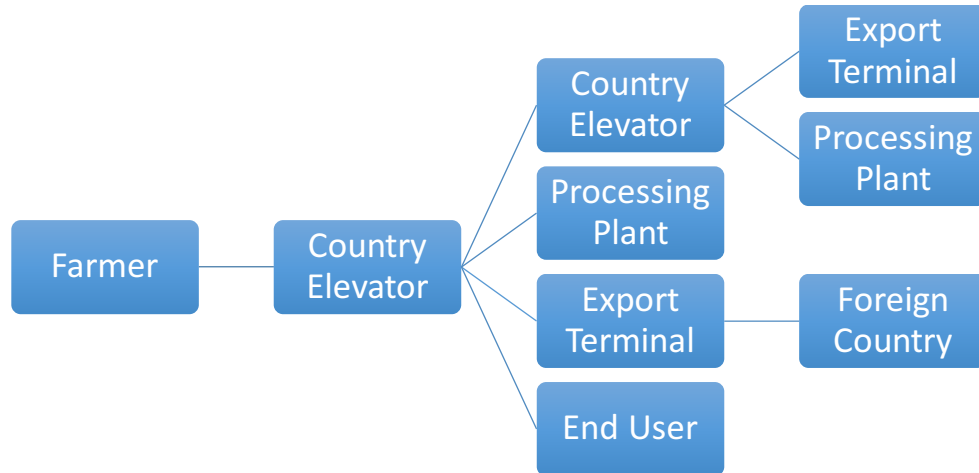 Farmer
Country
Elevator
Country
Elevator
Export
Terminal
Processing
Plant
Processing
Plant
Export
Terminal
Foreign
Country
End User